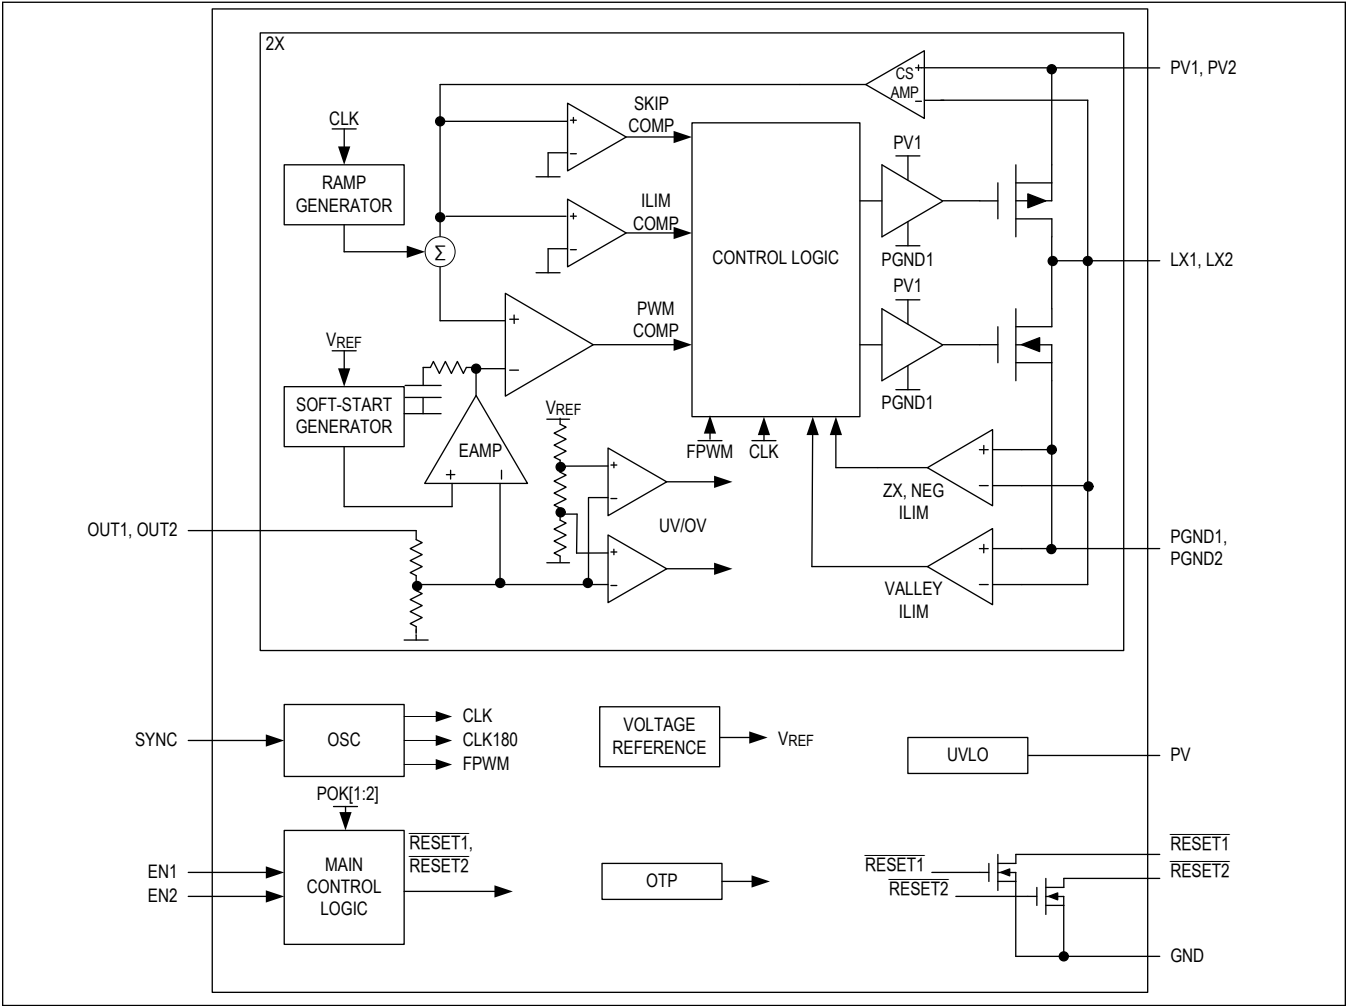 2X
CS
AMP
PV1, PV2
SKIP
COMP
CLK
RAMP
GENERATOR
PV1
ILIM
COMP
Σ
CONTROL LOGIC
PGND1
LX1, LX2
PV1
PWM
COMP
VREF
SOFT-START
GENERATOR
PGND1
VREF
EAMP
FPWM
CLK
ZX, NEG
ILIM
UV/OV
OUT1, OUT2
PGND1,
PGND2
VALLEY
ILIM
SYNC
OSC
CLK
CLK180
FPWM
VOLTAGE
REFERENCE
VREF
UVLO
PV
POK[1:2]
EN1
EN2
MAIN
CONTROL
LOGIC
RESET1,
RESET2
OTP
RESET1
RESET2
RESET1
RESET2
GND